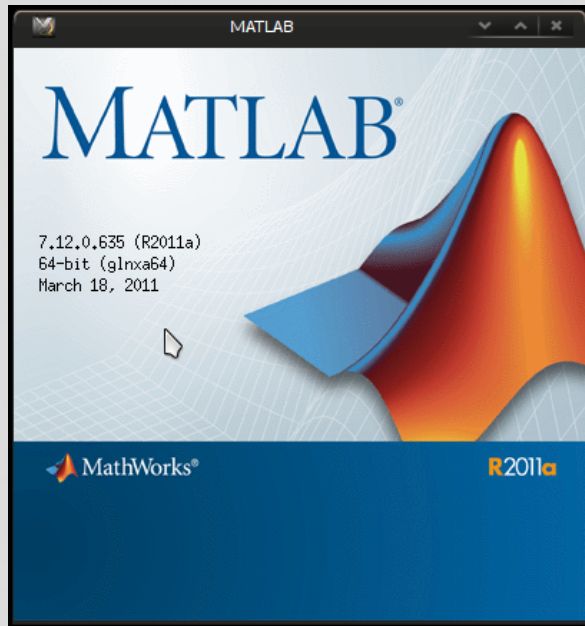 MATLAB
MATLAB®
7.12.0.635 (R2011a)
64-bit (glnxa64)
March 18, 2011
MathWorks®
R2011a